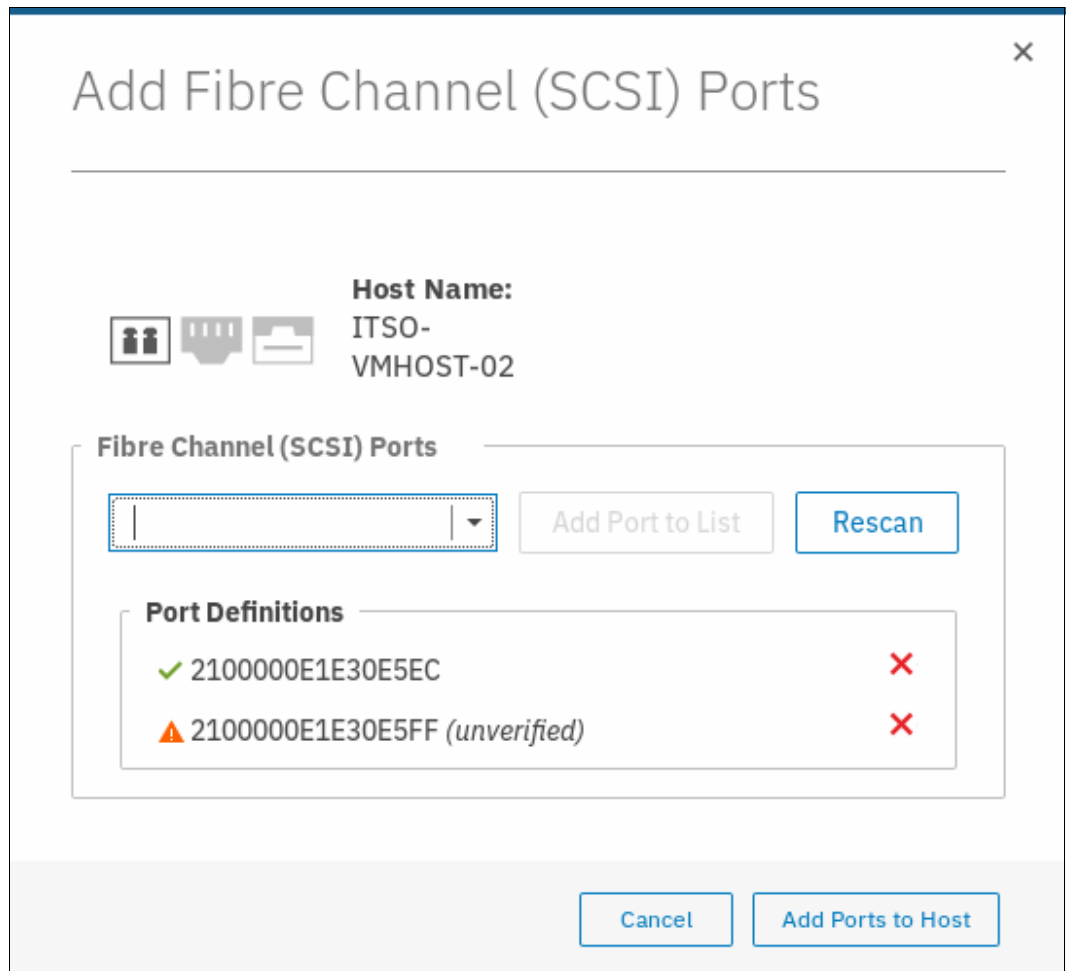 Add Fibre Channel (SCSI) Ports
Host Name:
ITSO-
VMHOST-02
Fibre Channel (SCSI) Ports
Add Port to List
Rescan
Port Definitions
2100000E1E30E5EC
2100000E1E30E5FF (unverified)
Cancel
Add Ports to Host